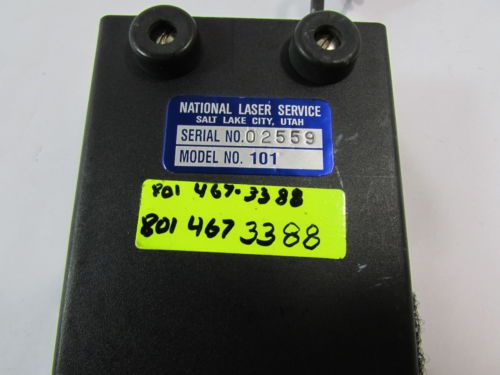 NATIONAL LASER SERVICE
SALT LAKE CITY, UTAH
SERIAL NO. 02559
MODEL NO. 101
801 467-3388
801 467 3388